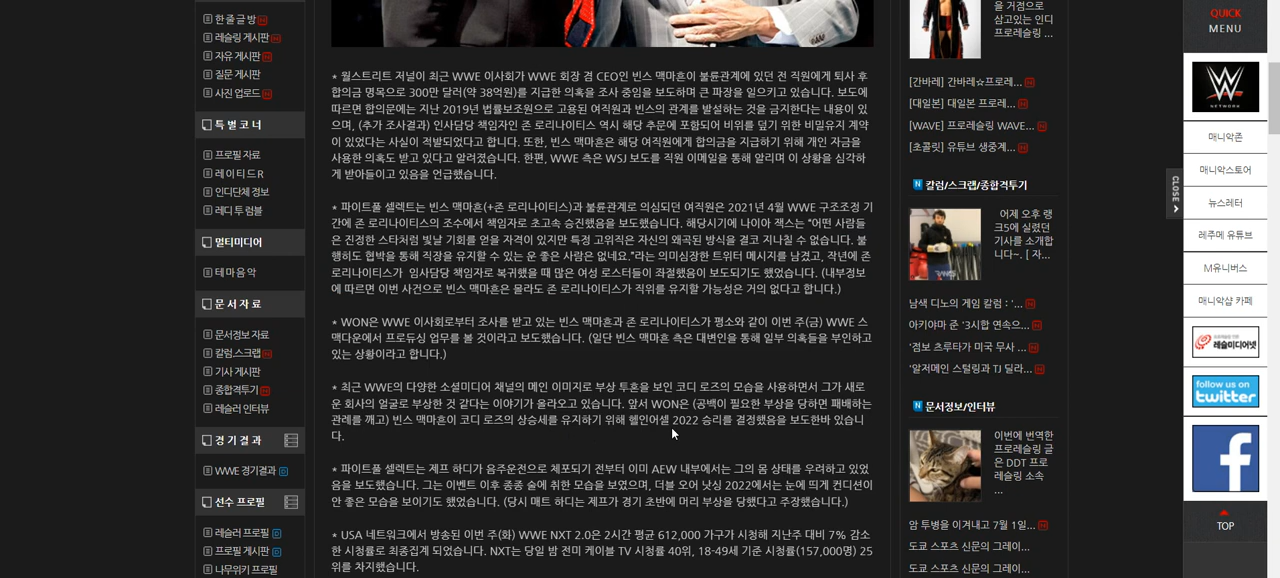 한 줄 글 방
레슬링 게시판
자유 게시판
질문 게시판
사진 업로드
특 별 코 너
프로필 자료
레 이 티 드 R
인디단체 정보
레디 투 럼블
멀티미디어
테 마 음 악
문 서 자 료
문서정보 자료
칼럼.스크랩
기사 게시판
종합격투기
레슬러 인터뷰
경 기 결 과
WWE 경기결과
선수 프로필
레슬러 프로필
프로필 게시판
나무위키 프로필
* 월스트리트 저널이 최근 WWE 이사회가 WWE 회장 겸 CEO인 빈스 맥마흔이 불륜관계에 있던 전 직원에게 퇴사 후
합의금 명목으로 300만 달러(약 38억원)를 지급한 의혹을 조사 중임을 보도하며 큰 파장을 일으키고 있습니다. 보도에
따르면 합의문에는 지난 2019년 법률보조원으로 고용된 여직원과 빈스의 관계를 발설하는 것을 금지한다는 내용이 있
으며, (추가 조사결과) 인사담당 책임자인 존 로리나이티스 역시 해당 추문에 포함되어 비위를 덮기 위한 비밀유지 계약
이 있었다는 사실이 적발되었다고 합니다. 또한, 빈스 맥마흔은 해당 여직원에게 합의금을 지급하기 위해 개인 자금을
사용한 의혹도 받고 있다고 알려졌습니다. 한편, WWE 측은 WSJ 보도를 직원 이메일을 통해 알리며 이 상황을 심각하
게 받아들이고 있음을 언급했습니다.
* 파이트풀 셀렉트는 빈스 맥마흔(+존 로리나이티스)과 불륜관계로 의심되던 여직원은 2021년 4월 WWE 구조조정 기
간에 존 로리나이티스의 조수에서 책임자로 초고속 승진했음을 보도했습니다. 해당시기에 나이아 잭스는 "어떤 사람들
은 진정한 스타처럼 빛날 기회를 얻을 자격이 있지만 특정 고위직은 자신의 왜곡된 방식을 결코 지나칠 수 없습니다. 불
행히도 협박을 통해 직장을 유지할 수 있는 운 좋은 사람은 없네요."라는 의미심장한 트위터 메시지를 남겼고, 작년에 존
로리나이티스가 임사담당 책임자로 복귀했을 때 많은 여성 로스터들이 좌절했음이 보도되기도 했었습니다. (내부정보
에 따르면 이번 사건으로 빈스 맥마흔은 몰라도 존 로리나이티스가 직위를 유지할 가능성은 거의 없다고 합니다.)
* WON은 WWE 이사회로부터 조사를 받고 있는 빈스 맥마흔과 존 로리나이티스가 평소와 같이 이번 주(금) WWE 스
맥다운에서 프로듀싱 업무를 볼 것이라고 보도했습니다. (일단 빈스 맥마흔 측은 대변인을 통해 일부 의혹들을 부인하고
있는 상황이라고 합니다.)
* 최근 WWE의 다양한 소셜미디어 채널의 메인 이미지로 부상 투혼을 보인 코디 로즈의 모습을 사용하면서 그가 새로
운 회사의 얼굴로 부상한 것 같다는 이야기가 올라오고 있습니다. 앞서 WON은 (공백이 필요한 부상을 당하면 패배하는
관례를 깨고) 빈스 맥마흔이 코디 로즈의 상승세를 유지하기 위해 헬인어셀 2022 승리를 결정했음을 보도한바 있습니
다.
* 파이트풀 셀렉트는 제프 하디가 음주운전으로 체포되기 전부터 이미 AEW 내부에서는 그의 몸 상태를 우려하고 있었
음을 보도했습니다. 그는 이벤트 이후 종종 술에 취한 모습을 보였으며, 더블 오어 낫싱 2022에서는 눈에 띄게 컨디션이
안 좋은 모습을 보이기도 했었습니다. (당시 매트 하디는 제프가 경기 초반에 머리 부상을 당했다고 주장했습니다.)
* USA 네트워크에서 방송된 이번 주(화) WWE NXT 2.0은 2시간 평균 612,000 가구가 시청해 지난주 대비 7% 감소
한 시청률로 최종집계 되었습니다. NXT는 당일 밤 전미 케이블 TV 시청률 40위, 18-49세 기준 시청률(157,000명) 25
위를 차지했습니다.
을 거점으로
삼고있는 인디
프로레슬링 ...
[간바레] 간바레☆프로레...
[대일본] 대일본 프로레...
[WAVE] 프로레슬링 WAVE...
[초콜릿] 유튜브 생중계...
칼럼/스크랩/종합격투기
어제 오후 랭
크5에 실렸던
기사를 소개합
니다~. [ 자...
남색 디노의 게임 칼럼 : '...
아키야마 준 '3시합 연속으...
'점보 츠루타가 미국 무사 ...
'알저메인 스털링과 TJ 딜라...
문서정보/인터뷰
이번에 번역한
프로레슬링 글
은 DDT 프로
레슬링 소속
...
암 투병을 이겨내고 7월 1일...
도쿄 스포츠 신문의 그레이...
도쿄 스포츠 신문의 그레이...
CLOSE
QUICK
MENU
W
NETWORK
매니악존
매니악스토어
뉴스레터
레주메 유튜브
M유니버스
매니악샵 카페
레슬미디어넷
follow us on
twitter
f
TOP